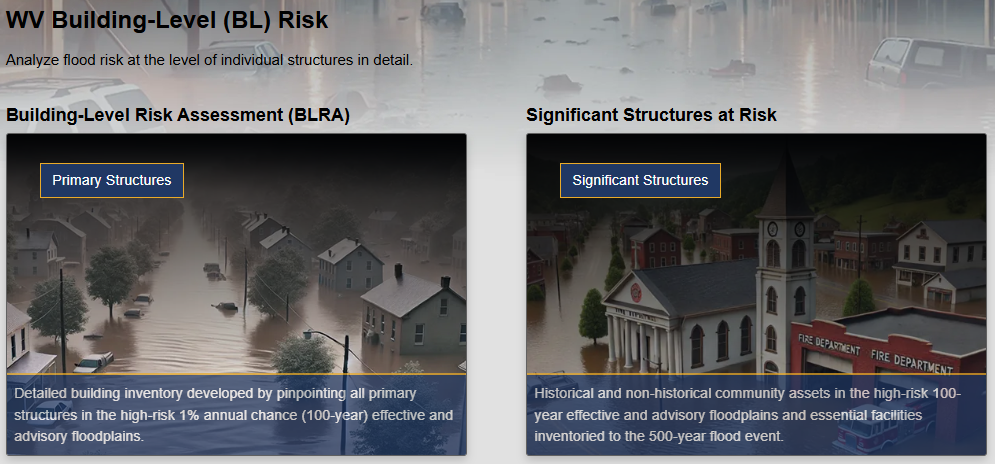 WV Building-Level (BL) Risk
Analyze flood risk at the level of individual structures in detail.
Building-Level Risk Assessment (BLRA)
Primary Structures
Detailed building inventory developed by pinpointing all primary
structures in the high-risk 1% annual chance (100-year) effective and
advisory floodplains.
Significant Structures at Risk
Significant Structures
FIRE DEPARTMENT FIRE DEPARTMENT
Historical and non-historical community assets in the high-risk 100-
year effective and advisory floodplains and essential facilities
inventoried to the 500-year flood event.